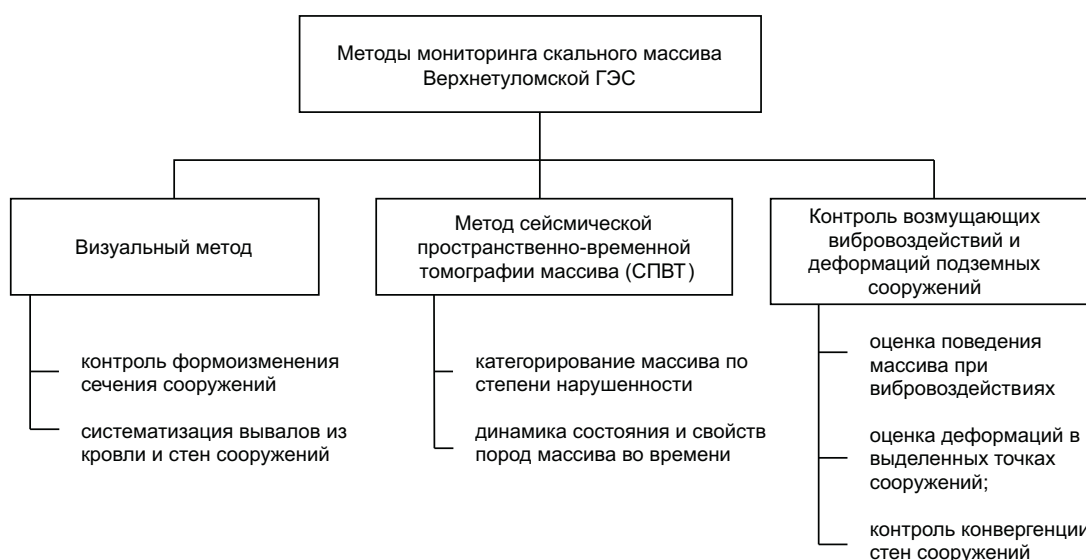 Методы мониторинга скального массива
Верхнетуломской ГЭС
Визуальный метод
контроль формоизменения
сечения сооружений
систематизация вывалов из
кровли и стен сооружений
Метод сейсмической
пространственно-временной
томографии массива (СПВТ)
категорирование массива по
степени нарушенности
динамика состояния и свойств
пород массива во времени
Контроль возмущающих
вибровоздействий и
деформаций подземных
сооружений
оценка поведения
массива при
вибровоздействиях
оценка деформаций в
выделенных точках
сооружений;
контроль конвергенции
стен сооружений